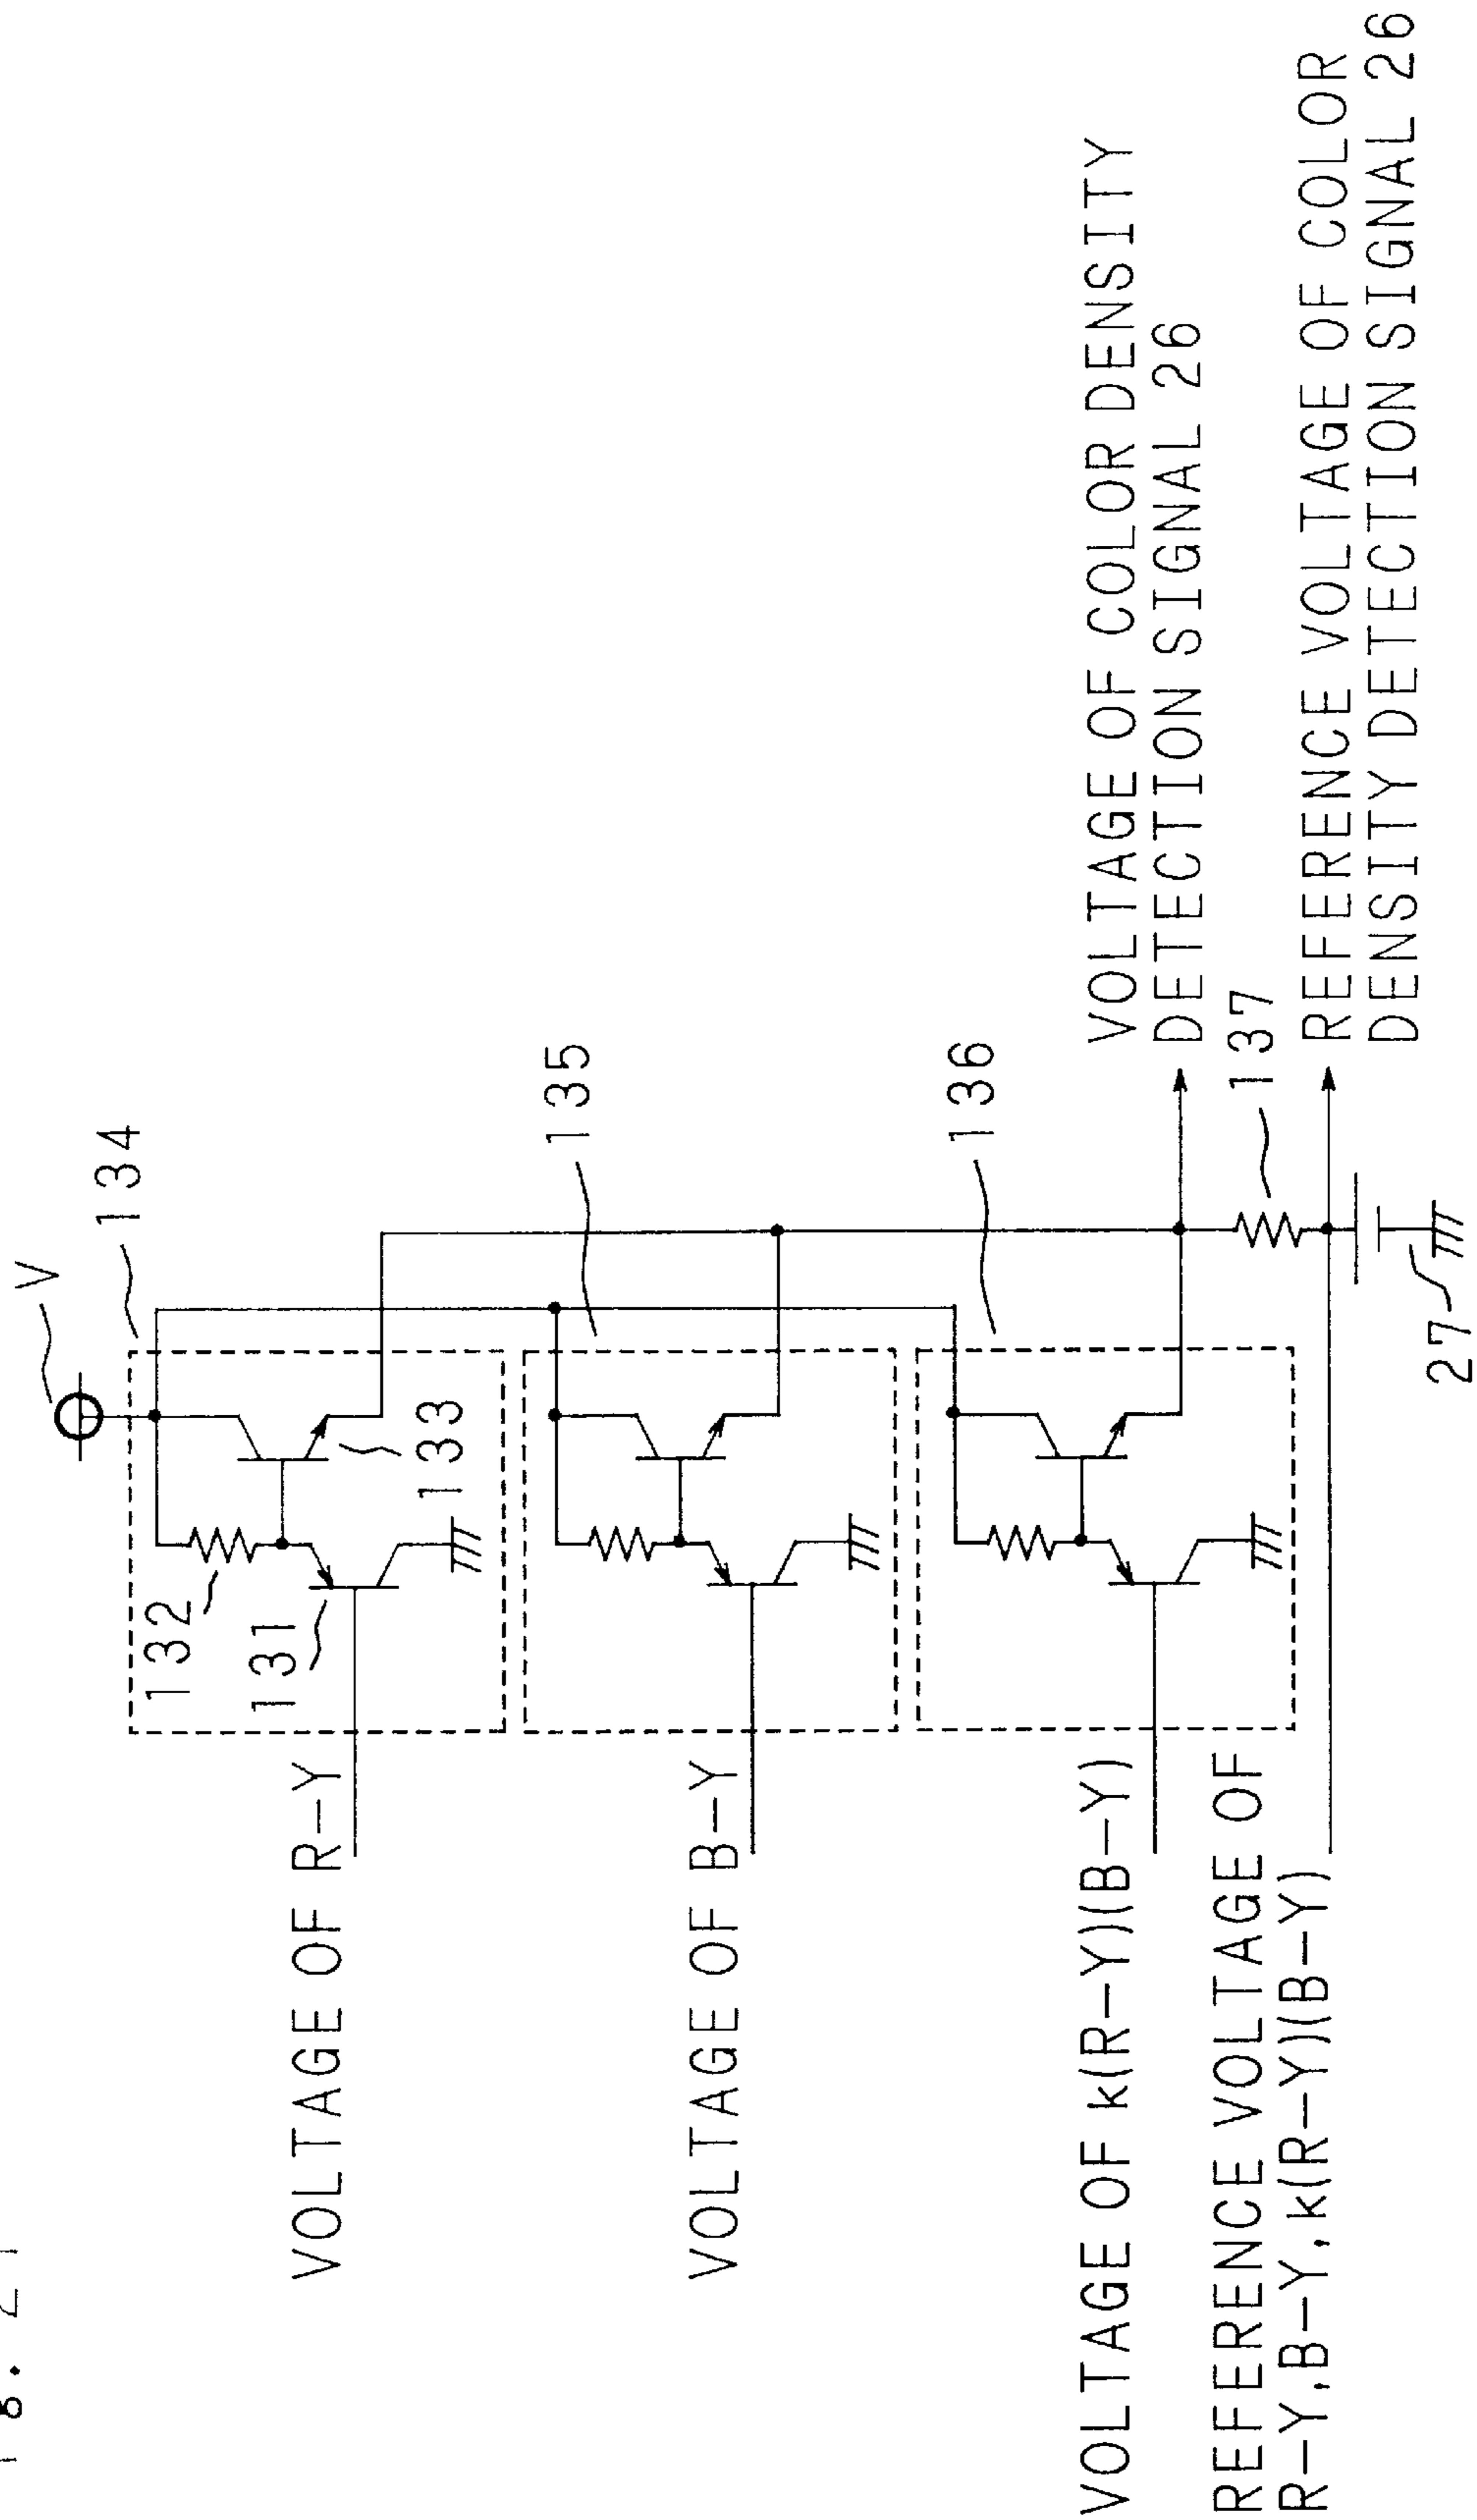 V
134
132
131
133
VOLTAGE OF R-Y
135
VOLTAGE OF B-Y
136
VOLTAGE OF k(R-Y)(B-Y)
VOLTAGE OF COLOR DENSITY
DETECTION SIGNAL 26
137
REFERENCE VOLTAGE OF
R-Y,B-Y,k(R-Y)(B-Y)
REFERENCE VOLTAGE OF COLOR
DENSITY DETECTION SIGNAL 26
27